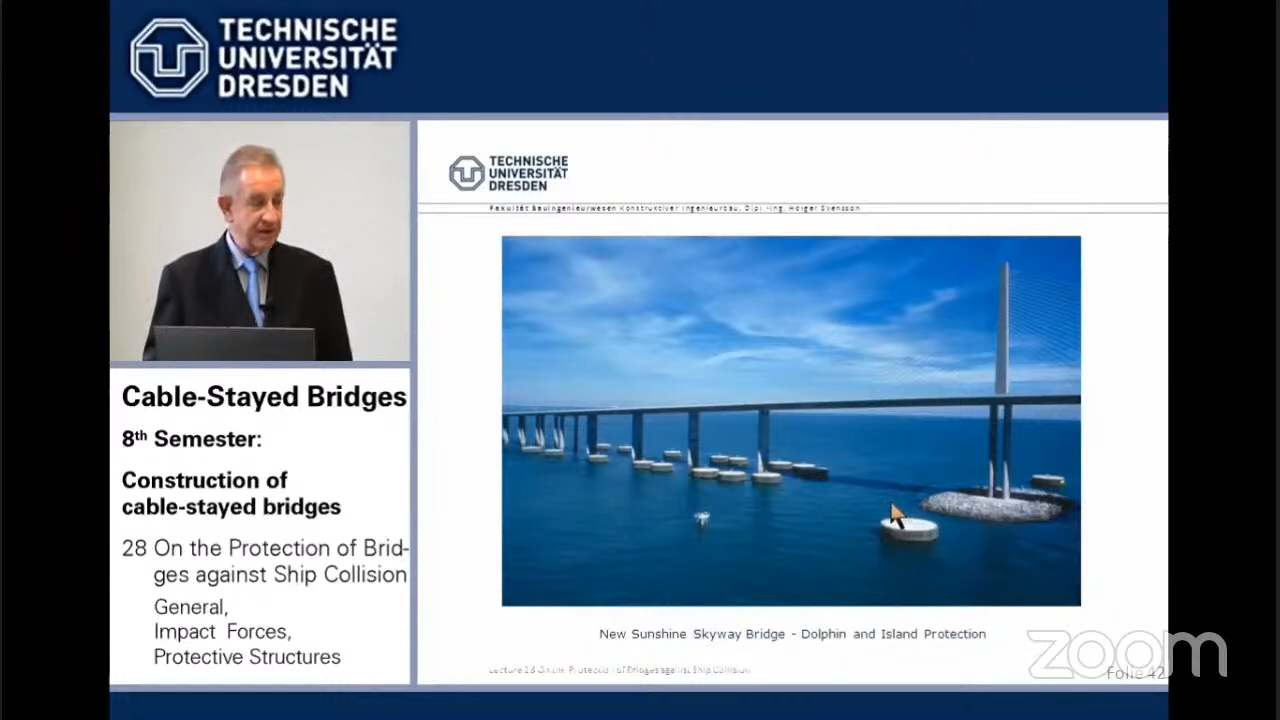 TECHNISCHE
UNIVERSITÄT
DRESDEN
TECHNISCHE
UNIVERSITÄT
DRESDEN
Fakultät Bauingenieurwesen Konstruktiver Ingenieurbau, Dipl.-Ing. Holger Svensson
Cable-Stayed Bridges
8th Semester:
Construction of
cable-stayed bridges
28 On the Protection of Brid-
ges against Ship Collision
General,
Impact Forces,
Protective Structures
New Sunshine Skyway Bridge - Dolphin and Island Protection
Lecture 28 On the Protection of Bridges against Ship Collision
zoom
Folie 42